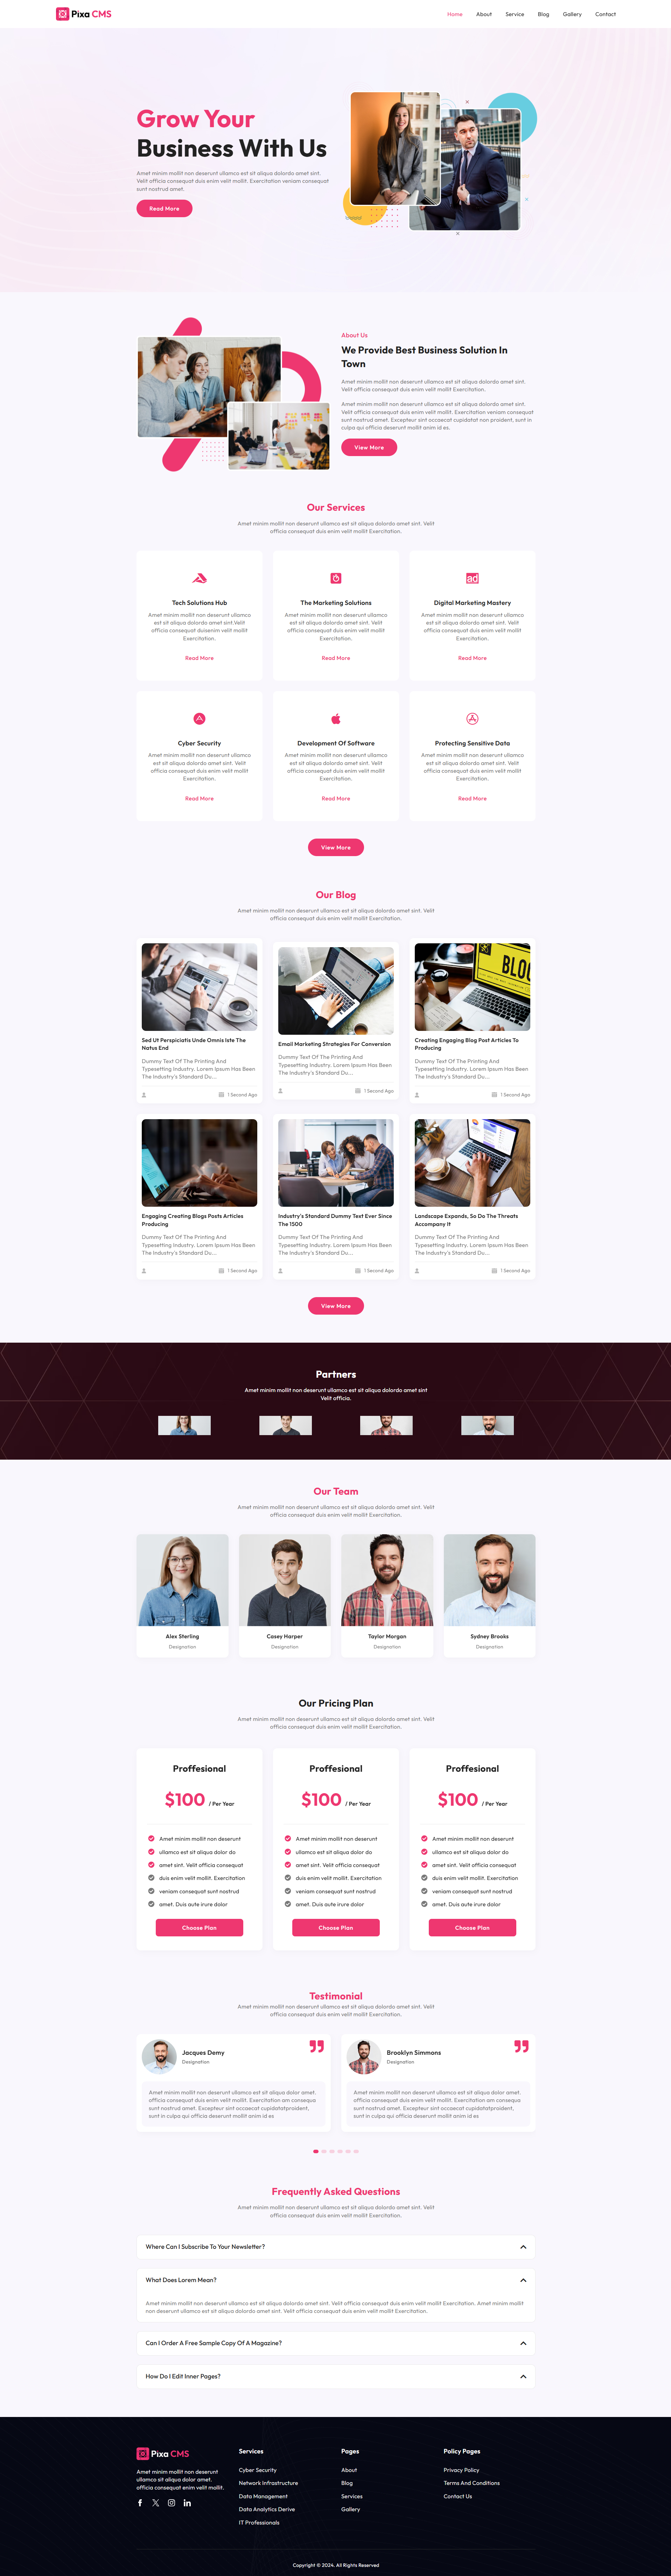 Pixa CMS
Home About Service Blog Gallery Contact
Grow Your
Business With Us
Amet minim mollit non deserunt ullamco est sit aliqua dolordo amet sint.
Velit officia consequat duis enim velit mollit. Exercitation veniam consequat
sunt nostrud amet.
Read More
About Us
We Provide Best Business Solution In
Town
Amet minim mollit non deserunt ullamco est sit aliqua dolordo amet sint.
Velit officia consequat duis enim velit mollit Exercitation.
Amet minim mollit non deserunt ullamco est sit aliqua dolordo amet sint. Velit
officia consequat duis enim velit mollit. Exercitation veniam consequat
sunt nostrud amet. Excepteur sint occaecat cupidatat non proident, sunt in
culpa qui officia deserunt mollit anim id es.
View More
Our Services
Amet minim mollit non deserunt ullamco est sit aliqua dolordo amet sint. Velit
officia consequat duis enim velit mollit Exercitation.
Tech Solutions Hub
Amet minim mollit non deserunt ullamco
est sit aliqua dolordo amet sint.Velit
officia consequat duisenim velit mollit
Exercitation.
Read More
The Marketing Solutions
Amet minim mollit non deserunt ullamco
est sit aliqua dolordo amet sint. Velit
officia consequat duis enim velit mollit
Exercitation.
Read More
ad
Digital Marketing Mastery
Amet minim mollit non deserunt ullamco
est sit aliqua dolordo amet sint. Velit
officia consequat duis enim velit mollit
Exercitation.
Read More
Cyber Security
Amet minim mollit non deserunt ullamco
est sit aliqua dolordo amet sint. Velit
officia consequat duis enim velit mollit
Exercitation.
Read More
Development Of Software
Amet minim mollit non deserunt ullamco
est sit aliqua dolordo amet sint. Velit
officia consequat duis enim velit mollit
Exercitation.
Read More
Protecting Sensitive Data
Amet minim mollit non deserunt ullamco
est sit aliqua dolordo amet sint. Velit
officia consequat duis enim velit mollit
Exercitation.
Read More
View More
Our Blog
Amet minim mollit non deserunt ullamco est sit aliqua dolordo amet sint. Velit
officia consequat duis enim velit mollit Exercitation.
Sed Ut Perspiciatis Unde Omnis Iste The
Natus End
Dummy Text Of The Printing And
Typesetting Industry. Lorem Ipsum Has Been
The Industry's Standard Du...
1 Second Ago
Email Marketing Strategies For Conversion
Dummy Text Of The Printing And
Typesetting Industry. Lorem Ipsum Has Been
The Industry's Standard Du...
1 Second Ago
BLOG
Creating Engaging Blog Post Articles To
Producing
Dummy Text Of The Printing And
Typesetting Industry. Lorem Ipsum Has Been
The Industry's Standard Du...
1 Second Ago
Engaging Creating Blogs Posts Articles
Producing
Dummy Text Of The Printing And
Typesetting Industry. Lorem Ipsum Has Been
The Industry's Standard Du...
1 Second Ago
Industry's Standard Dummy Text Ever Since
The 1500
Dummy Text Of The Printing And
Typesetting Industry. Lorem Ipsum Has Been
The Industry's Standard Du...
1 Second Ago
Landscape Expands, So Do The Threats
Accompany It
Dummy Text Of The Printing And
Typesetting Industry. Lorem Ipsum Has Been
The Industry's Standard Du...
1 Second Ago
View More
Partners
Amet minim mollit non deserunt ullamco est sit aliqua dolordo amet sint
Velit officia.
Our Team
Amet minim mollit non deserunt ullamco est sit aliqua dolordo amet sint. Velit
officia consequat duis enim velit mollit Exercitation.
Alex Sterling
Designation
Casey Harper
Designation
Taylor Morgan
Designation
Sydney Brooks
Designation
Our Pricing Plan
Amet minim mollit non deserunt ullamco est sit aliqua dolordo amet sint. Velit
officia consequat duis enim velit mollit Exercitation.
Proffesional
$100 / Per Year
Amet minim mollit non deserunt
ullamco est sit aliqua dolor do
amet sint. Velit officia consequat
duis enim velit mollit. Exercitation
veniam consequat sunt nostrud
amet. Duis aute irure dolor
Choose Plan
Proffesional
$100 / Per Year
Amet minim mollit non deserunt
ullamco est sit aliqua dolor do
amet sint. Velit officia consequat
duis enim velit mollit. Exercitation
veniam consequat sunt nostrud
amet. Duis aute irure dolor
Choose Plan
Proffesional
$100 / Per Year
Amet minim mollit non deserunt
ullamco est sit aliqua dolor do
amet sint. Velit officia consequat
duis enim velit mollit. Exercitation
veniam consequat sunt nostrud
amet. Duis aute irure dolor
Choose Plan
Testimonial
Amet minim mollit non deserunt ullamco est sit aliqua dolordo amet sint. Velit
officia consequat duis enim velit mollit Exercitation.
Jacques Demy
Designation
Amet minim mollit non deserunt ullamco est sit aliqua dolor amet.
officia consequat duis enim velit mollit. Exercitation am consequa
sunt nostrud amet. Excepteur sint occaecat cupidatatproident,
sunt in culpa qui officia deserunt mollit anim id es
Brooklyn Simmons
Designation
Amet minim mollit non deserunt ullamco est sit aliqua dolor amet.
officia consequat duis enim velit mollit. Exercitation am consequa
sunt nostrud amet. Excepteur sint occaecat cupidatatproident,
sunt in culpa qui officia deserunt mollit anim id es
Frequently Asked Questions
Amet minim mollit non deserunt ullamco est sit aliqua dolordo amet sint. Velit
officia consequat duis enim velit mollit Exercitation.
Where Can I Subscribe To Your Newsletter?
What Does Lorem Mean?
Amet minim mollit non deserunt ullamco est sit aliqua dolordo amet sint. Velit officia consequat duis enim velit mollit Exercitation. Amet minim mollit
non deserunt ullamco est sit aliqua dolordo amet sint. Velit officia consequat duis enim velit mollit Exercitation.
Can I Order A Free Sample Copy Of A Magazine?
How Do I Edit Inner Pages?
Pixa CMS
Amet minim mollit non deserunt
ullamco est sit aliqua dolor amet.
officia consequat enim velit mollit.
Services
Cyber Security
Network Infrastructure
Data Management
Data Analytics Derive
IT Professionals
Pages
About
Blog
Services
Gallery
Policy Pages
Privacy Policy
Terms And Conditions
Contact Us
Copyright © 2024. All Rights Reserved